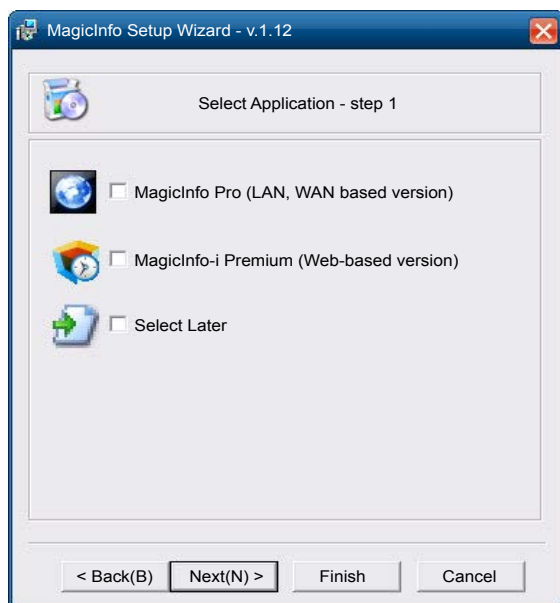 MagicInfo Setup Wizard - v.1.12
Select Application - step 1
MagicInfo Pro (LAN, WAN based version)
MagicInfo-i Premium (Web-based version)
Select Later
< Back(B)
Next(N) >
Finish
Cancel